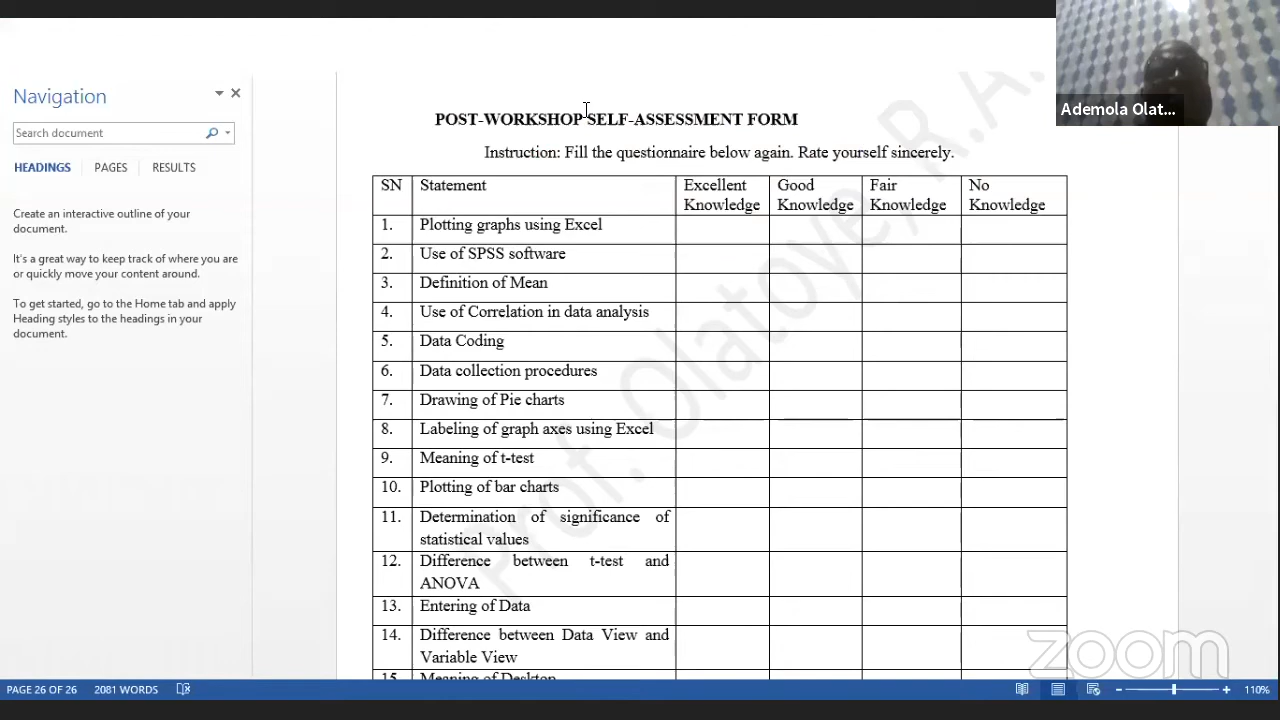 Ademola Olat...
Navigation
Search document
HEADINGS PAGES RESULTS
Create an interactive outline of your
document.
It's a great way to keep track of where you are
or quickly move your content around.
To get started, go to the Home tab and apply
Heading styles to the headings in your
document.
POST-WORKSHOP SELF-ASSESSMENT FORM
Instruction: Fill the questionnaire below again. Rate yourself sincerely.
SN Statement Excellent Good Fair No
Knowledge Knowledge Knowledge Knowledge
1. Plotting graphs using Excel
2. Use of SPSS software
3. Definition of Mean
4. Use of Correlation in data analysis
5. Data Coding
6. Data collection procedures
7. Drawing of Pie charts
8. Labeling of graph axes using Excel
9. Meaning of t-test
10. Plotting of bar charts
11. Determination of significance of
statistical values
12. Difference between t-test and
ANOVA
13. Entering of Data
14. Difference between Data View and
Variable View
15. Meaning of Desktop
Prof. Olatoye, R.A.
zoom
PAGE 26 OF 26 2081 WORDS 110%